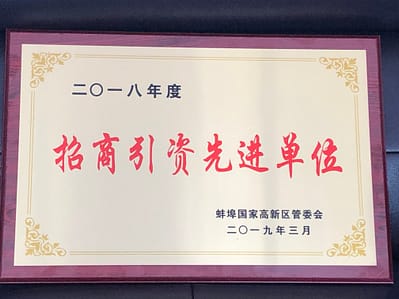 二〇一八年度
招商引资先进单位
蚌埠国家高新区管委会
二〇一九年三月